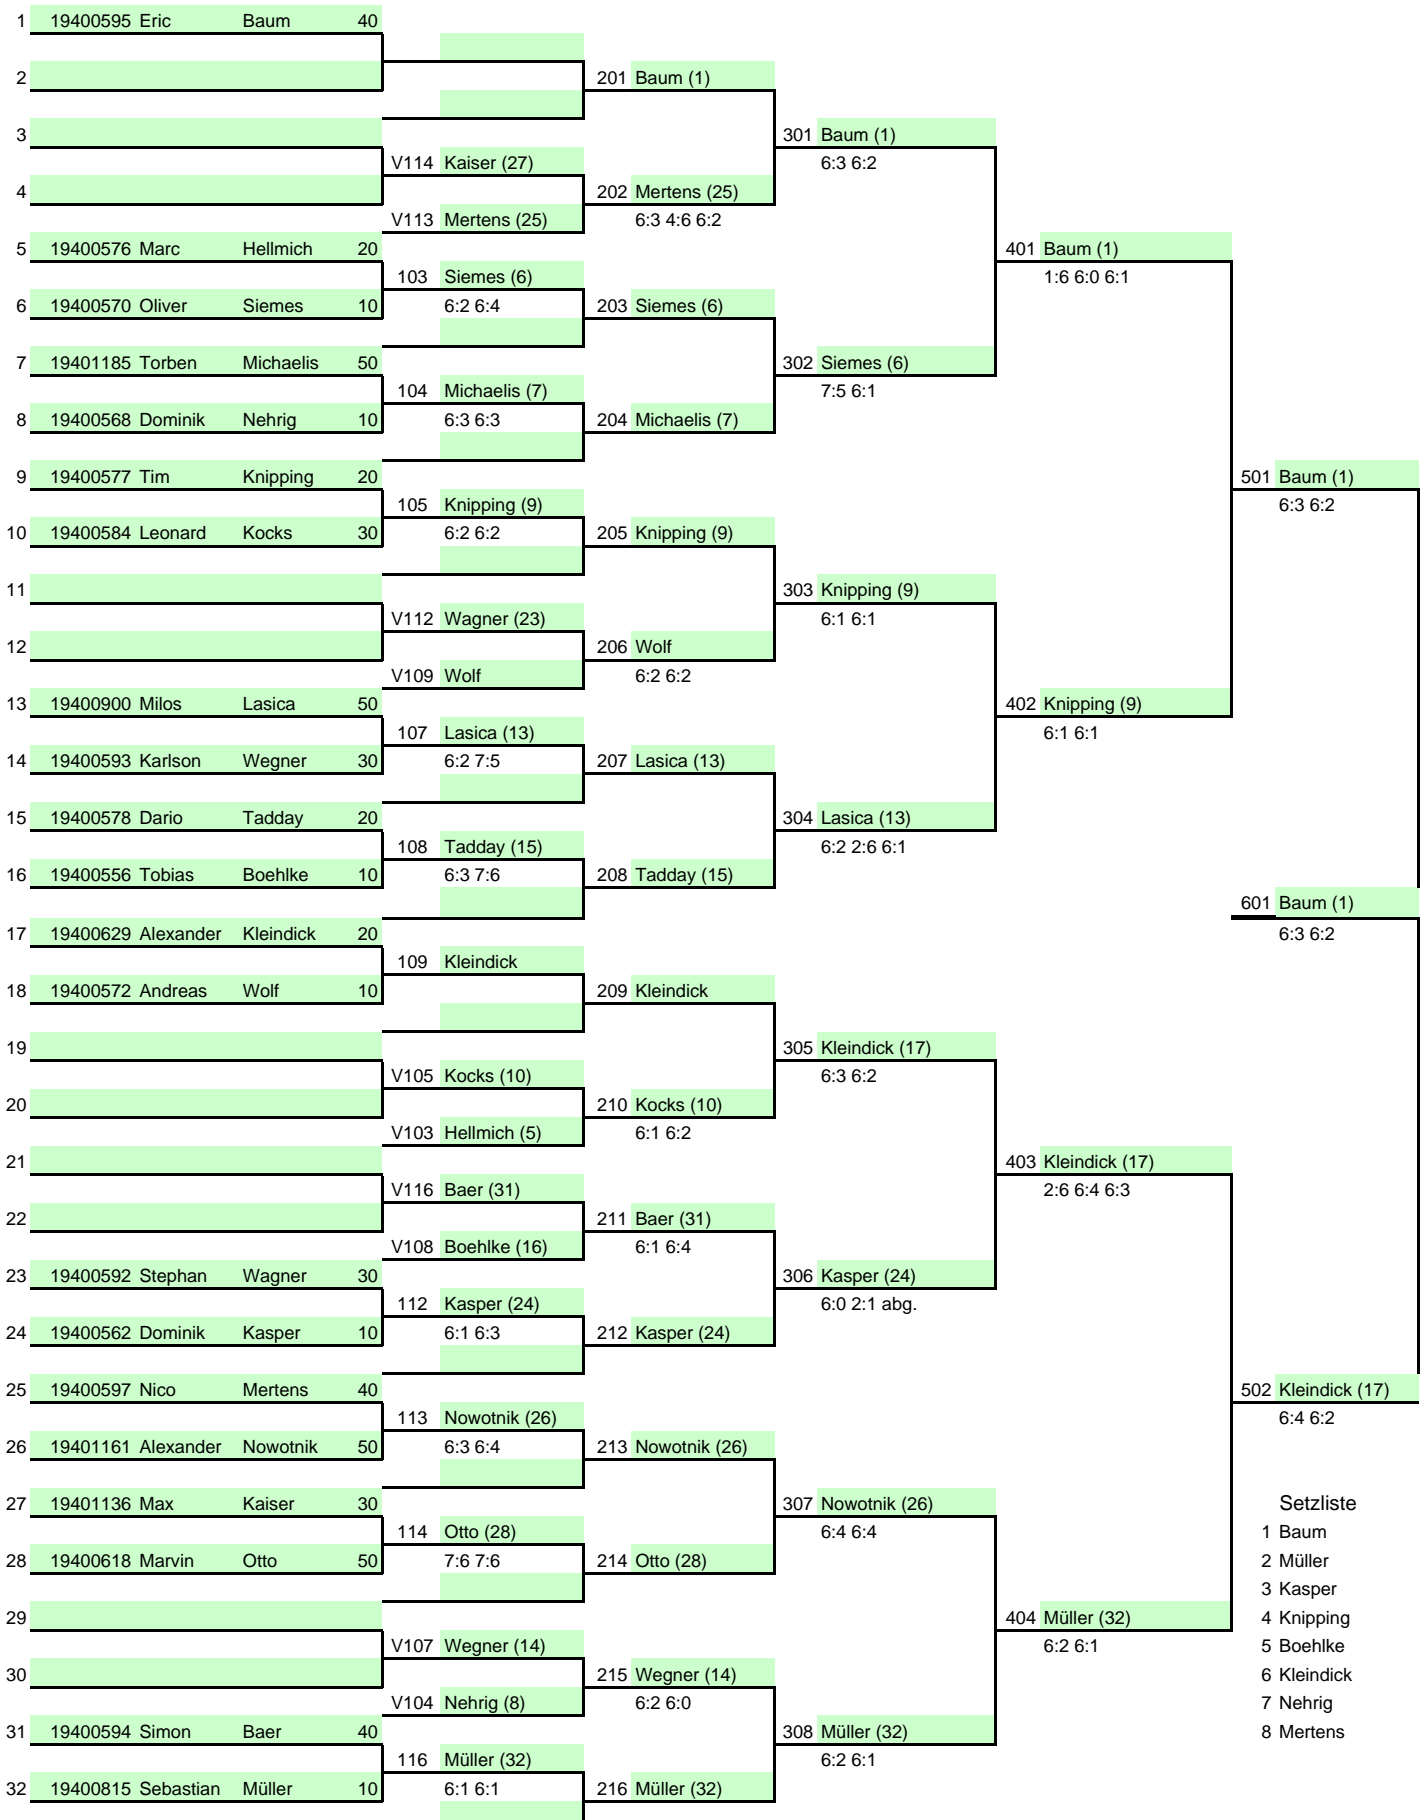 1 19400595 Eric Baum 40
2 201 Baum (1)
3 301 Baum (1)
V114 Kaiser (27) 6:3 6:2
4 202 Mertens (25)
V113 Mertens (25) 6:3 4:6 6:2
5 19400576 Marc Hellmich 20 401 Baum (1)
103 Siemes (6) 1:6 6:0 6:1
6 19400570 Oliver Siemes 10 6:2 6:4 203 Siemes (6)
7 19401185 Torben Michaelis 50 302 Siemes (6)
104 Michaelis (7) 7:5 6:1
8 19400568 Dominik Nehrig 10 6:3 6:3 204 Michaelis (7)
9 19400577 Tim Knipping 20 501 Baum (1)
105 Knipping (9) 6:3 6:2
10 19400584 Leonard Kocks 30 6:2 6:2 205 Knipping (9)
11 303 Knipping (9)
V112 Wagner (23) 6:1 6:1
12 206 Wolf
V109 Wolf 6:2 6:2
13 19400900 Milos Lasica 50 402 Knipping (9)
107 Lasica (13) 6:1 6:1
14 19400593 Karlson Wegner 30 6:2 7:5 207 Lasica (13)
15 19400578 Dario Tadday 20 304 Lasica (13)
108 Tadday (15) 6:2 2:6 6:1
16 19400556 Tobias Boehlke 10 6:3 7:6 208 Tadday (15)
601 Baum (1)
17 19400629 Alexander Kleindick 20 6:3 6:2
109 Kleindick
18 19400572 Andreas Wolf 10 209 Kleindick
19 305 Kleindick (17)
V105 Kocks (10) 6:3 6:2
20 210 Kocks (10)
V103 Hellmich (5) 6:1 6:2
21 403 Kleindick (17)
V116 Baer (31) 2:6 6:4 6:3
22 211 Baer (31)
V108 Boehlke (16) 6:1 6:4
23 19400592 Stephan Wagner 30 306 Kasper (24)
112 Kasper (24) 6:0 2:1 abg.
24 19400562 Dominik Kasper 10 6:1 6:3 212 Kasper (24)
25 19400597 Nico Mertens 40 502 Kleindick (17)
113 Nowotnik (26) 6:4 6:2
26 19401161 Alexander Nowotnik 50 6:3 6:4 213 Nowotnik (26)
27 19401136 Max Kaiser 30 307 Nowotnik (26) Setzliste
114 Otto (28) 6:4 6:4 1 Baum
28 19400618 Marvin Otto 50 7:6 7:6 214 Otto (28) 2 Müller
3 Kasper
29 404 Müller (32) 4 Knipping
V107 Wegner (14) 6:2 6:1 5 Boehlke
30 215 Wegner (14) 6 Kleindick
V104 Nehrig (8) 6:2 6:0 7 Nehrig
31 19400594 Simon Baer 40 308 Müller (32) 8 Mertens
116 Müller (32) 6:2 6:1
32 19400815 Sebastian Müller 10 6:1 6:1 216 Müller (32)